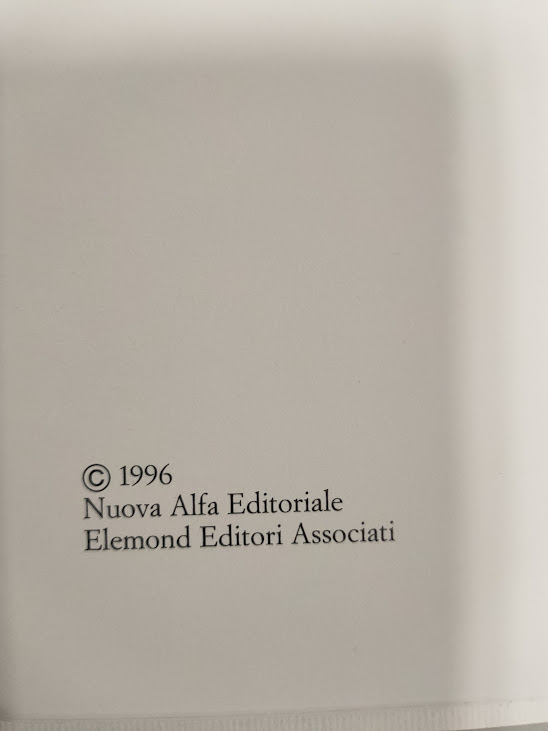 © 1996
Nuova Alfa Editoriale
Elemond Editori Associati